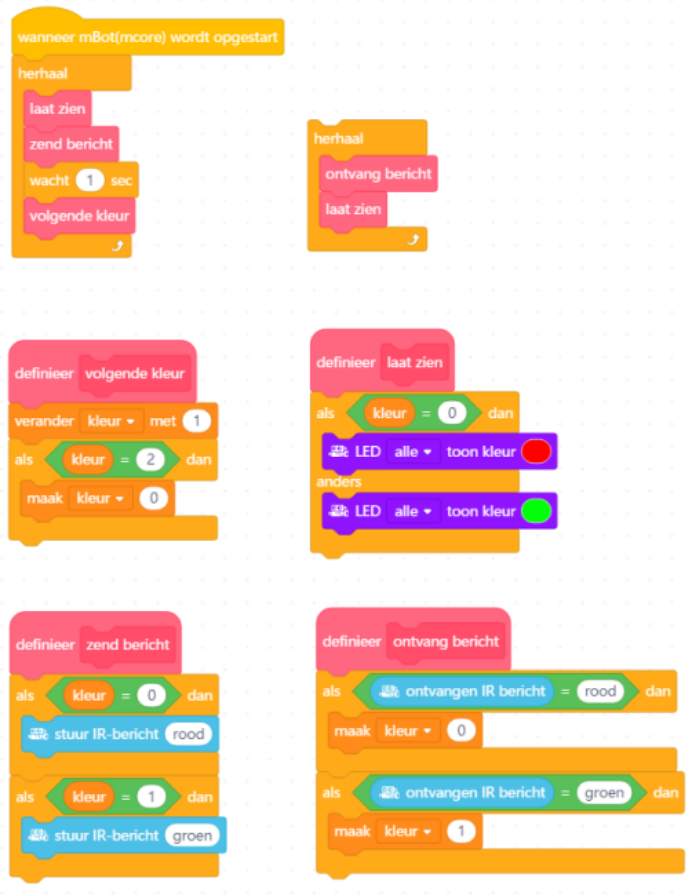 wanneer mBot(mcore) wordt opgestart
herhaal
laat zien
zend bericht
wacht 1 sec
volgende kleur
herhaal
ontvang bericht
laat zien
definieer volgende kleur
verander kleur met 1
als kleur = 2 dan
maak kleur 0
definieer laat zien
als kleur = 0 dan
LED alle toon kleur
anders
LED alle toon kleur
definieer zend bericht
als kleur = 0 dan
stuur IR-bericht rood
als kleur = 1 dan
stuur IR-bericht groen
definieer ontvang bericht
als ontvangen IR bericht = rood dan
maak kleur 0
als ontvangen IR bericht = groen dan
maak kleur 1